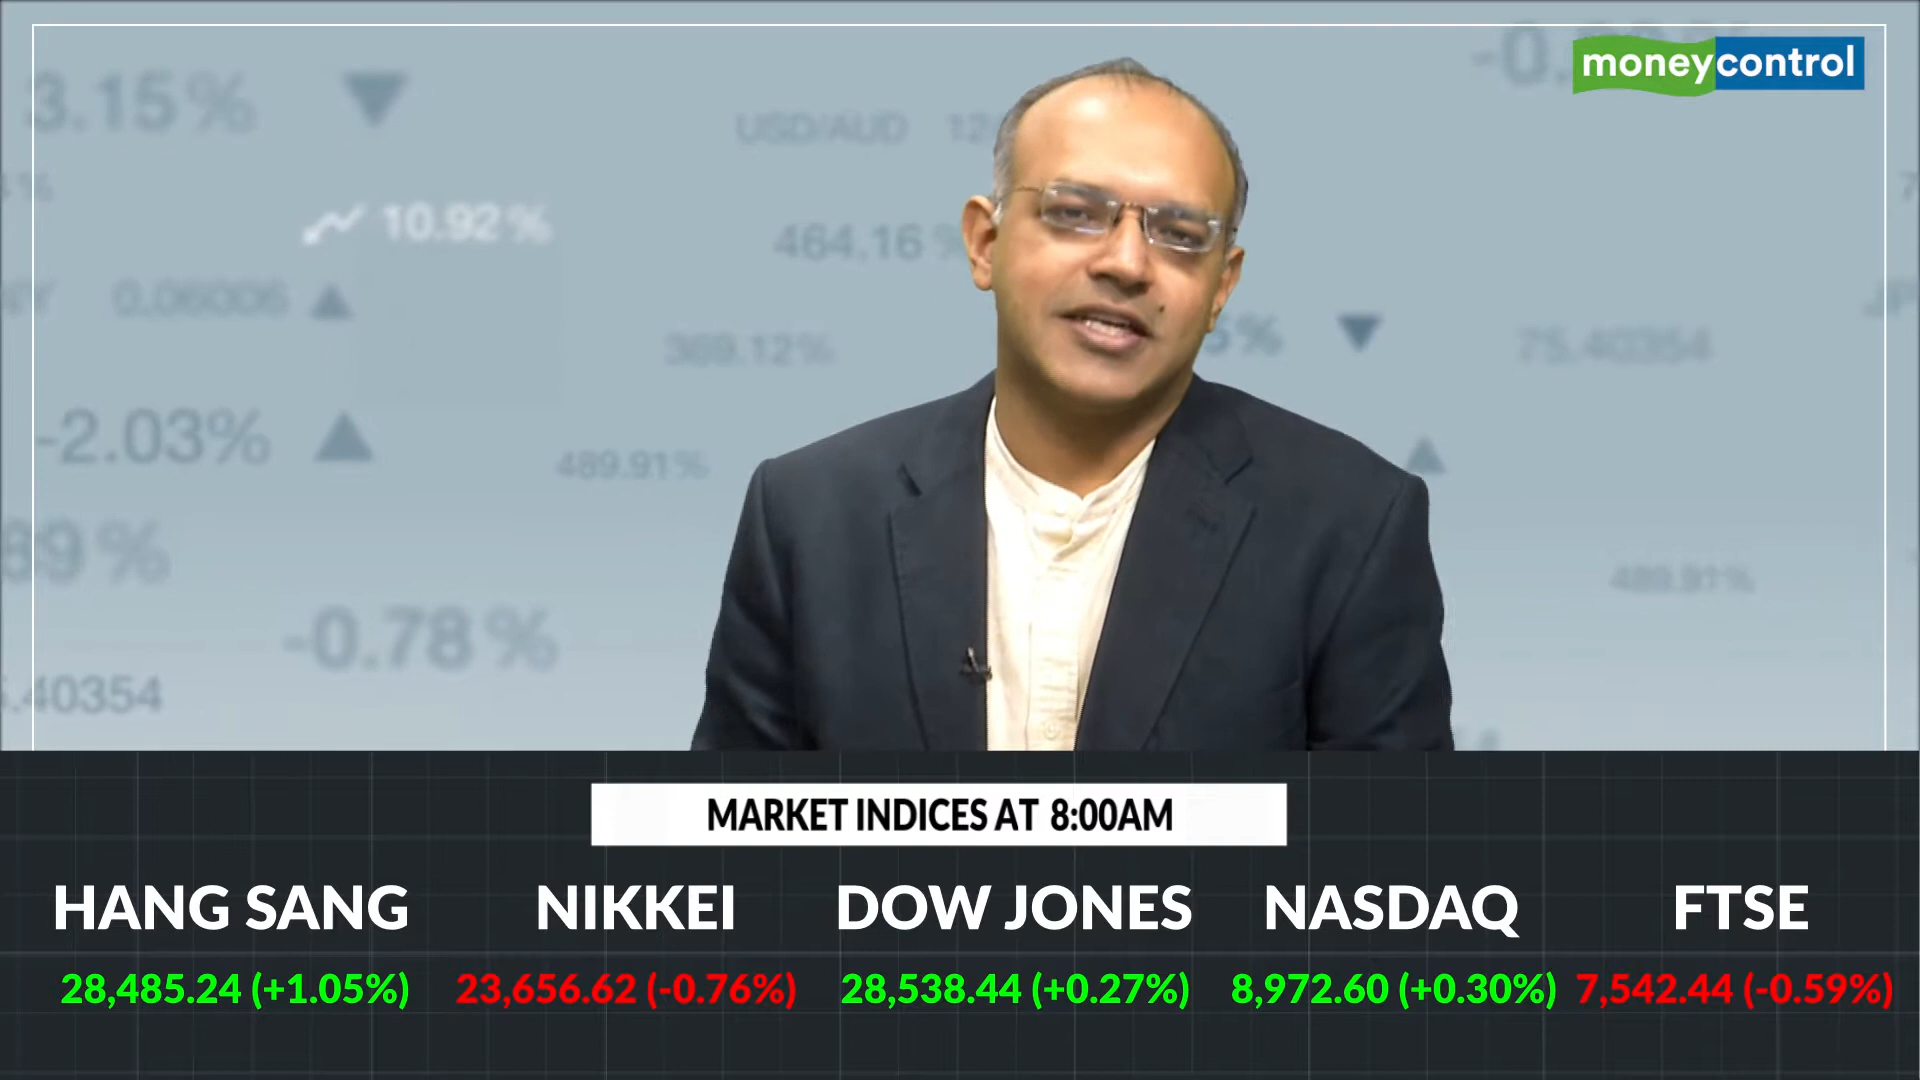 moneycontrol
3.15%
USD/AUD
10.92%
464.16%
0.06006
369.12%
5%
75.40354
-2.03%
489.91%
89%
489.91%
-0.78%
.40354
MARKET INDICES AT 8:00AM
HANG SANG NIKKEI DOW JONES NASDAQ FTSE
28,485.24 (+1.05%) 23,656.62 (-0.76%) 28,538.44 (+0.27%) 8,972.60 (+0.30%) 7,542.44 (-0.59%)